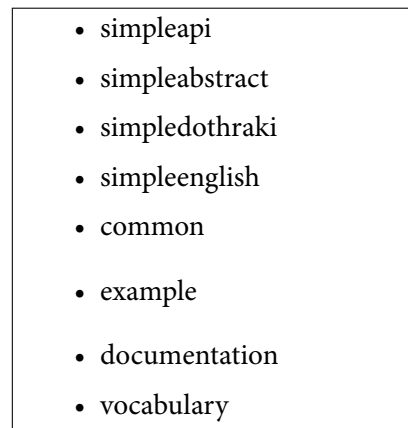 • simpleapi
• simpleabstract
• simpledothraki
• simpleenglish
• common
• example
• documentation
• vocabulary